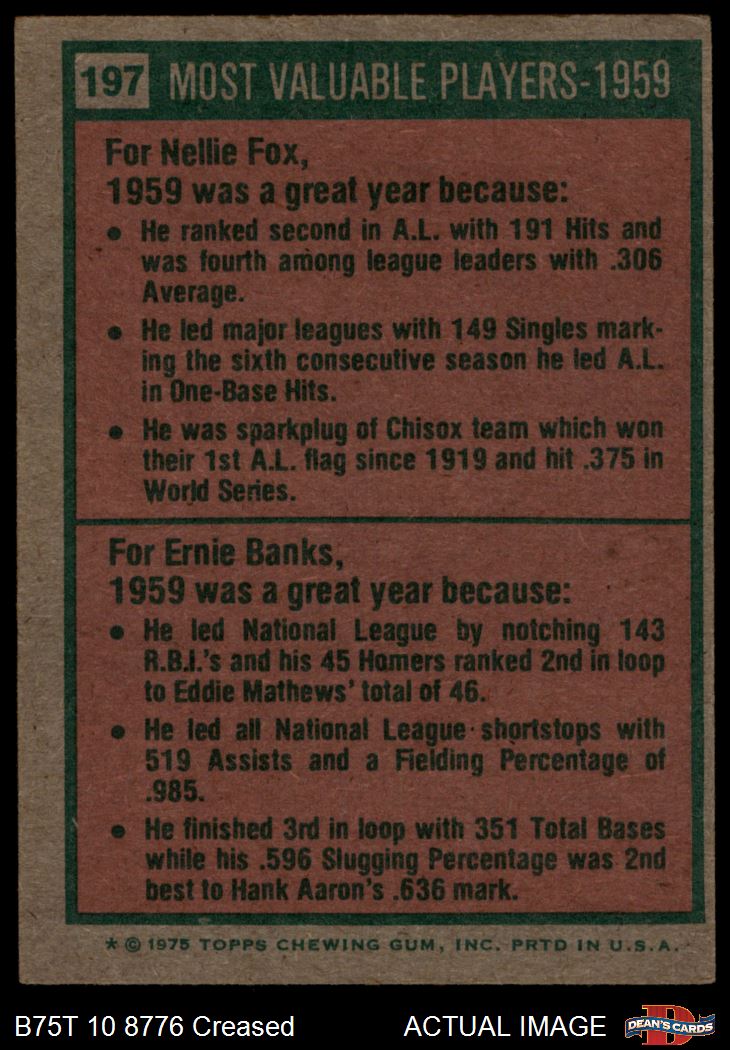 197 MOST VALUABLE PLAYERS-1959
For Nellie Fox,
1959 was a great year because:
• He ranked second in A.L. with 191 Hits and
was fourth among league leaders with .306
Average.
• He led major leagues with 149 Singles mark-
ing the sixth consecutive season he led A.L.
in One-Base Hits.
• He was sparkplug of Chisox team which won
their 1st A.L. flag since 1919 and hit .375 in
World Series.
For Ernie Banks,
1959 was a great year because:
• He led National League by notching 143
R.B.I.'s and his 45 Homers ranked 2nd in loop
to Eddie Mathews' total of 46.
• He led all National League shortstops with
519 Assists and a Fielding Percentage of
.985.
• He finished 3rd in loop with 351 Total Bases
while his .596 Slugging Percentage was 2nd
best to Hank Aaron's .636 mark.
* © 1975 TOPPS CHEWING GUM, INC. PRTD IN U.S.A.
B75T 10 8776 Creased ACTUAL IMAGE DEAN'S CARDS